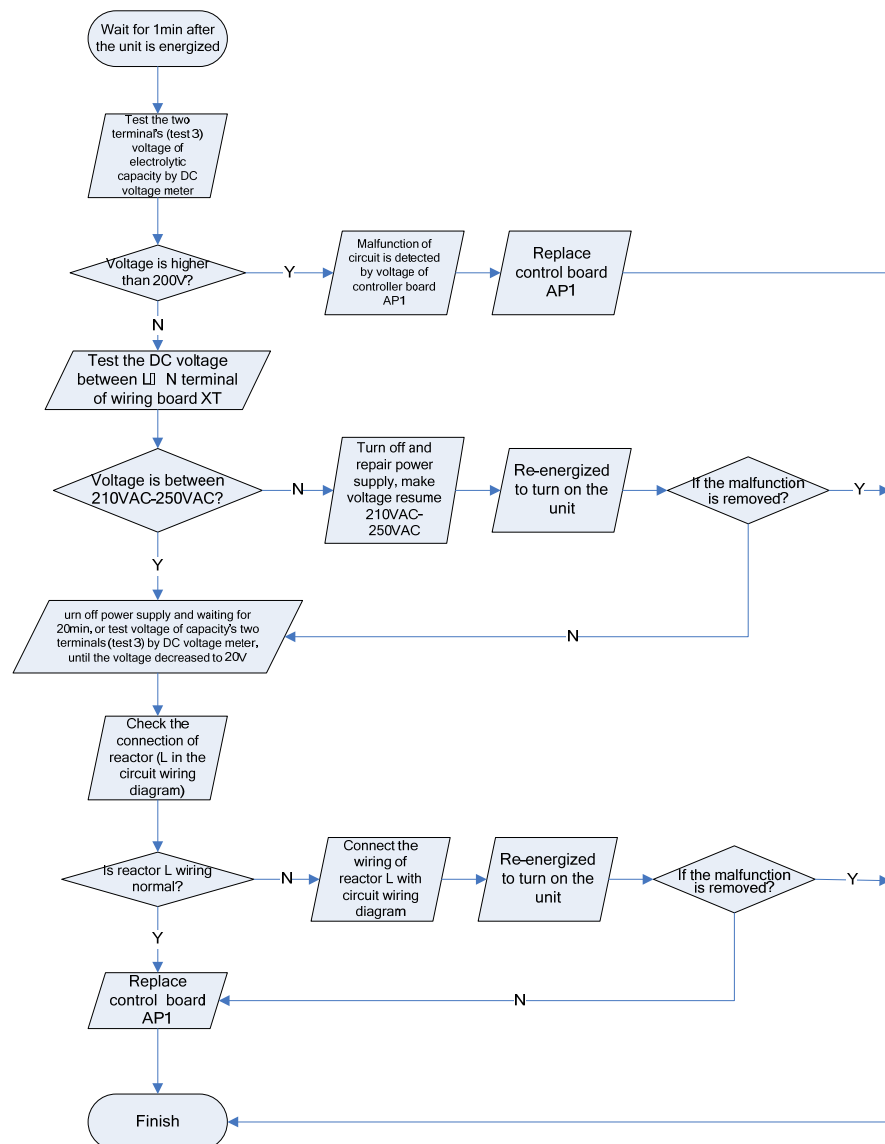 Wait for 1min after
the unit is energized
Test the two
terminal's (test 3)
voltage of
electrolytic
capacity by DC
voltage meter
Voltage is higher
than 200V?
Y
Malfunction of
circuit is detected
by voltage of
controller board
AP1
Replace
control board
AP1
N
Test the DC voltage
between L▯ N terminal
of wiring board XT
Voltage is between
210VAC-250VAC?
N
Turn off and
repair power
supply, make
voltage resume
210VAC-
250VAC
Re-energized
to turn on the
unit
If the malfunction
is removed?
Y
Y
N
urn off power supply and waiting for
20min, or test voltage of capacity's two
terminals (test 3) by DC voltage meter,
until the voltage decreased to 20V
Check the
connection of
reactor (L in the
circuit wiring
diagram)
Is reactor L wiring
normal?
N
Connect the
wiring of
reactor L with
circuit wiring
diagram
Re-energized
to turn on the
unit
If the malfunction
is removed?
Y
Y
N
Replace
control board
AP1
Finish